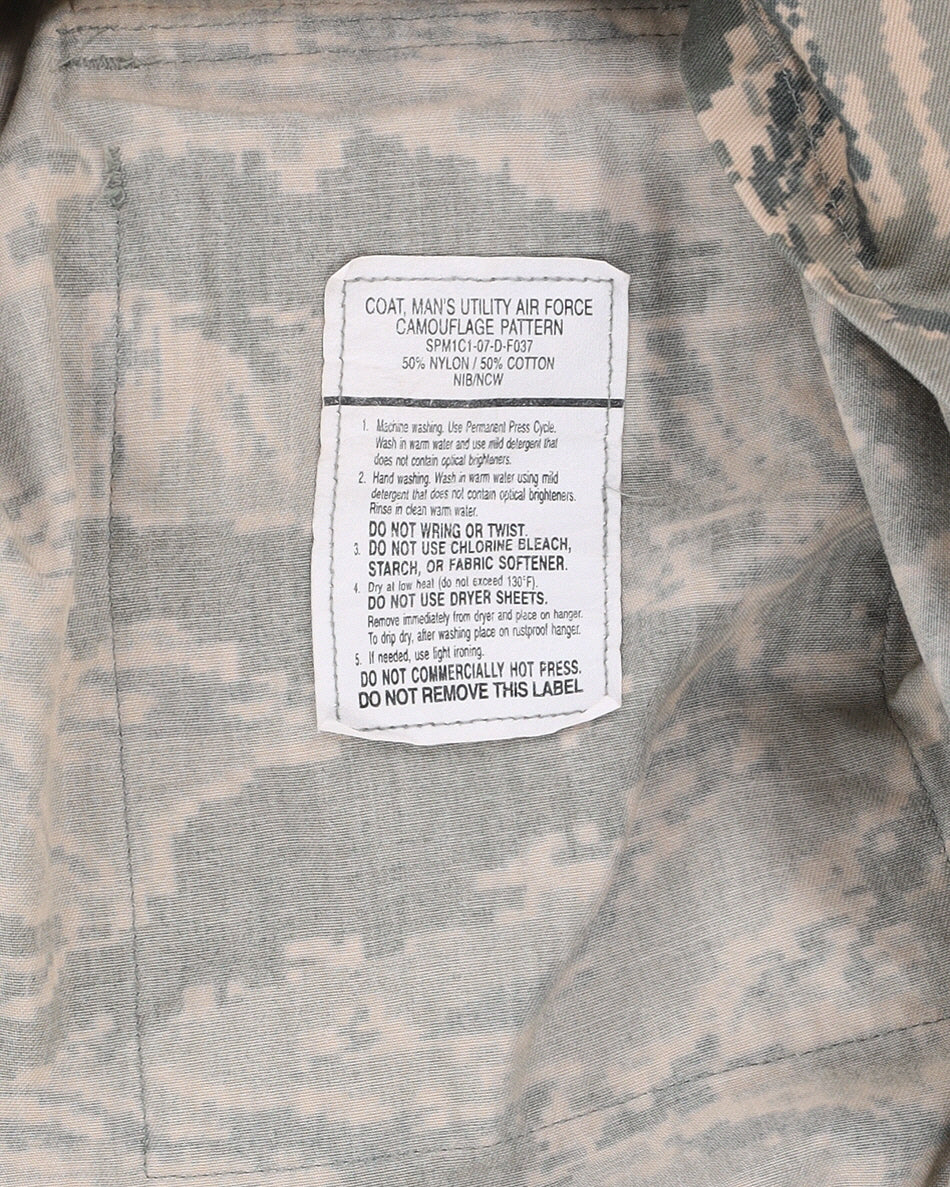 COAT, MAN'S UTILITY AIR FORCE
CAMOUFLAGE PATTERN
SPM1C1-07-D-F037
50% NYLON / 50% COTTON
NIB/NCW
1. Machine washing. Use Permanent Press Cycle.
Wash in warm water and use mild detergent that
does not contain optical brighteners.
2. Hand washing. Wash in warm water using mild
detergent that does not contain optical brighteners.
Rinse in clean warm water.
DO NOT WRING OR TWIST.
3. DO NOT USE CHLORINE BLEACH,
STARCH, OR FABRIC SOFTENER.
4. Dry at low heat (do not exceed 130°F).
DO NOT USE DRYER SHEETS.
Remove immediately from dryer and place on hanger.
To drip dry, after washing place on rustproof hanger.
5. If needed, use light ironing.
DO NOT COMMERCIALLY HOT PRESS.
DO NOT REMOVE THIS LABEL